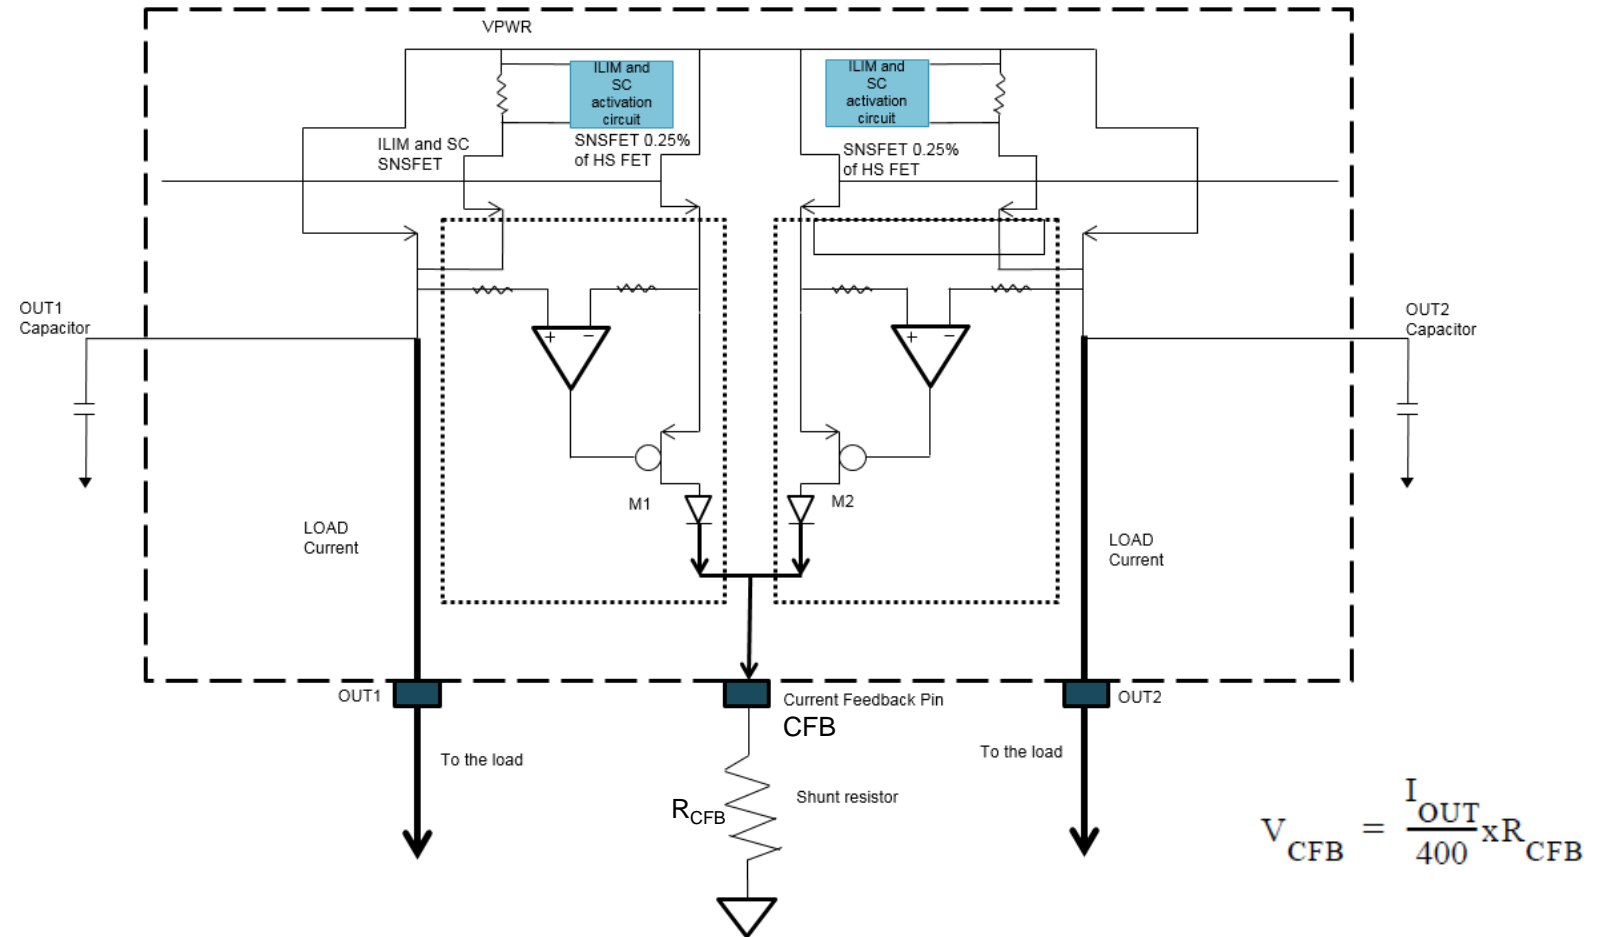 VPWR
ILIM and
SC
activation
circuit
ILIM and
SC
activation
circuit
ILIM and SC
SNSFET
SNSFET 0.25%
of HS FET
SNSFET 0.25%
of HS FET
OUT1
Capacitor
OUT2
Capacitor
+ −
+ −
M1
M2
LOAD
Current
LOAD
Current
OUT1
Current Feedback Pin
CFB
OUT2
To the load
To the load
Shunt resistor
RCFB
VCFB = IOUT/400 xRCFB